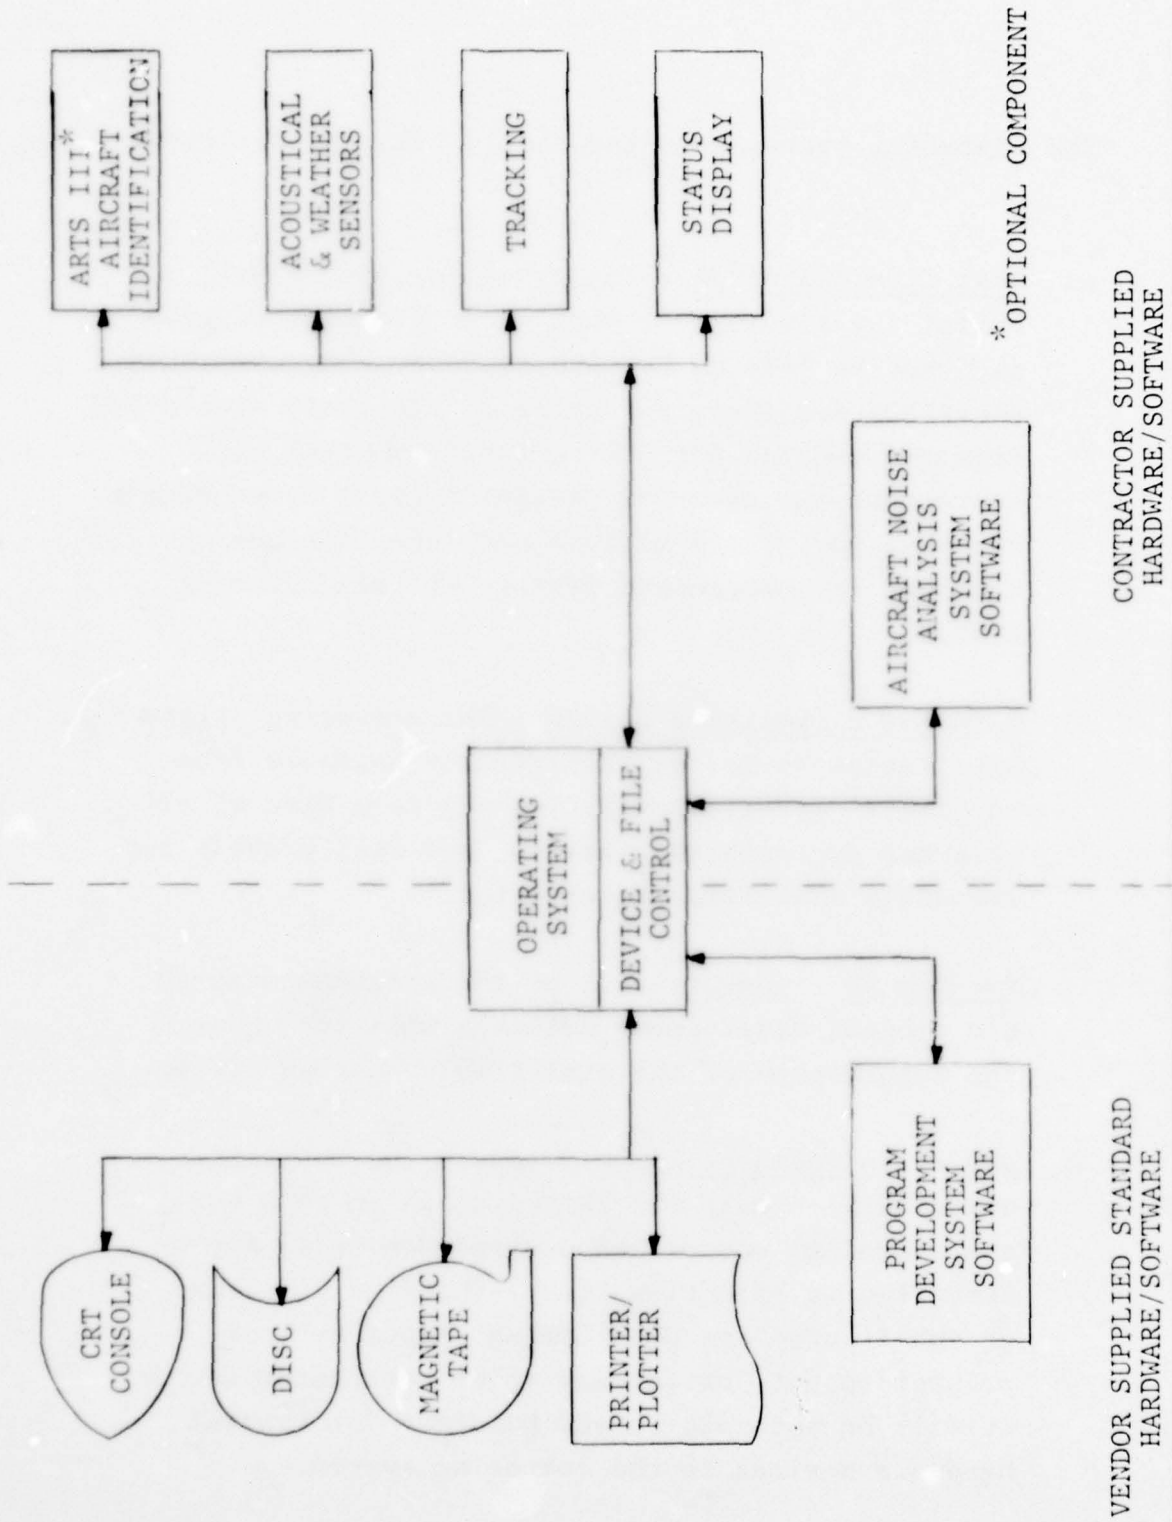 CRT
CONSOLE
DISC
MAGNETIC
TAPE
PRINTER/
PLOTTER
OPERATING
SYSTEM
DEVICE & FILE
CONTROL
ARTS III*
AIRCRAFT
IDENTIFICATION
ACOUSTICAL
& WEATHER
SENSORS
TRACKING
STATUS
DISPLAY
PROGRAM
DEVELOPMENT
SYSTEM
SOFTWARE
AIRCRAFT NOISE
ANALYSIS
SYSTEM
SOFTWARE
*OPTIONAL COMPONENT
VENDOR SUPPLIED STANDARD
HARDWARE/SOFTWARE
CONTRACTOR SUPPLIED
HARDWARE/SOFTWARE